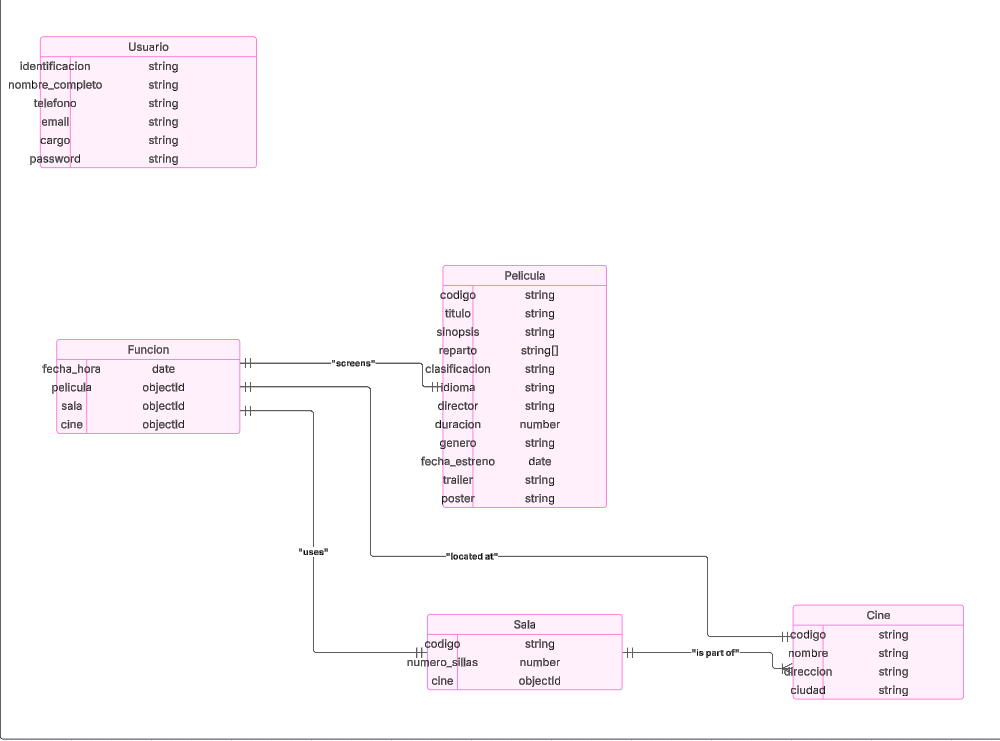 Usuario
identificacion string
nombre_completo string
telefono string
email string
cargo string
password string
Pelicula
codigo string
titulo string
sinopsis string
reparto string[]
clasificacion string
idioma string
director string
duracion number
genero string
fecha_estreno date
trailer string
poster string
Funcion
fecha_hora date
pelicula objectId
sala objectId
cine objectId
"screens"
"uses"
"located at"
Sala
codigo string
numero_sillas number
cine objectId
"is part of"
Cine
codigo string
nombre string
direccion string
ciudad string